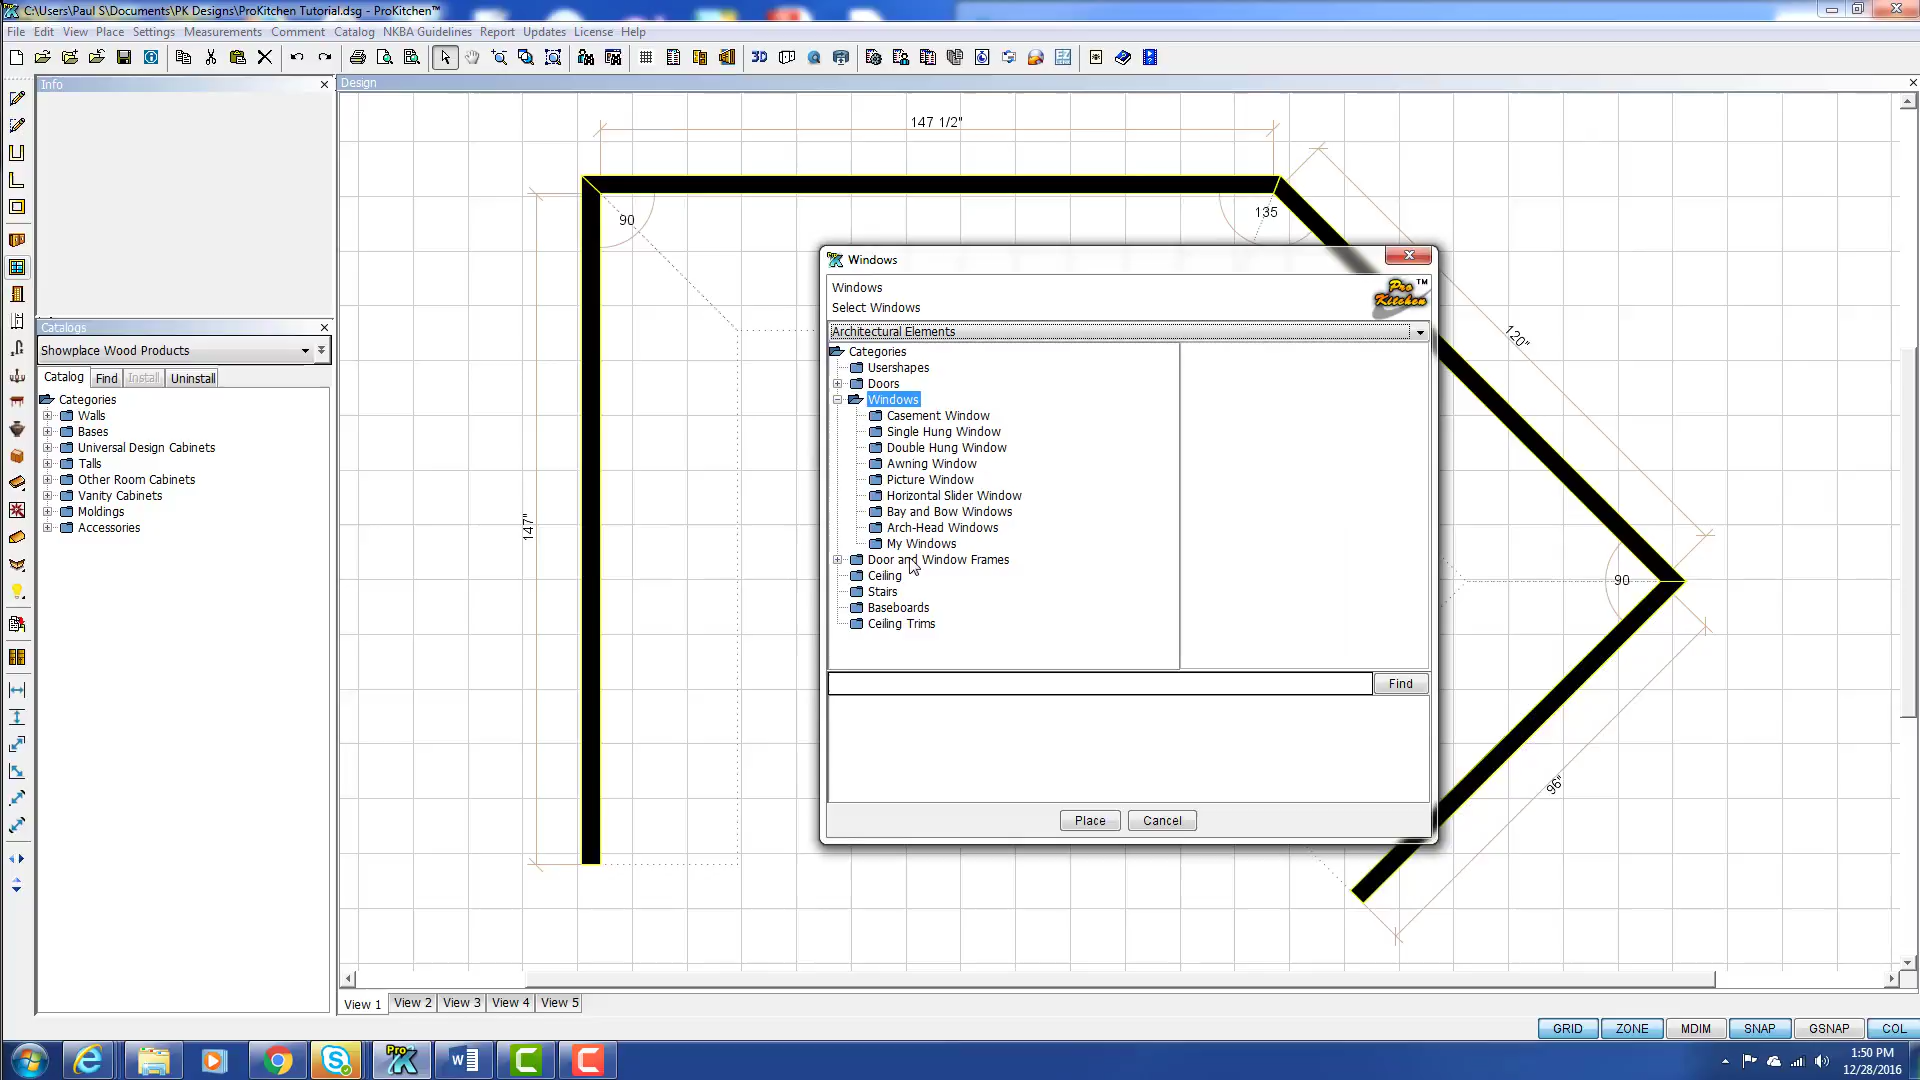 C:\Users\Paul S\Documents\PK Designs\ProKitchen Tutorial.dsg - ProKitchen™
File Edit View Place Settings Measurements Comment Catalog NKBA Guidelines Report Updates License Help
3D
Info
Design
147 1/2"
90
135
120"
147"
90
96"
Catalogs
Showplace Wood Products
Catalog Find Install Uninstall
Categories
Walls
Bases
Universal Design Cabinets
Talls
Other Room Cabinets
Vanity Cabinets
Moldings
Accessories
Windows
Windows
Select Windows
Pro Kitchen ™
Architectural Elements
Categories
Usershapes
Doors
Windows
Casement Window
Single Hung Window
Double Hung Window
Awning Window
Picture Window
Horizontal Slider Window
Bay and Bow Windows
Arch-Head Windows
My Windows
Door and Window Frames
Ceiling
Stairs
Baseboards
Ceiling Trims
Find
Place Cancel
View 1 View 2 View 3 View 4 View 5
GRID ZONE MDIM SNAP GSNAP COL
Pro
1:50 PM
12/28/2016